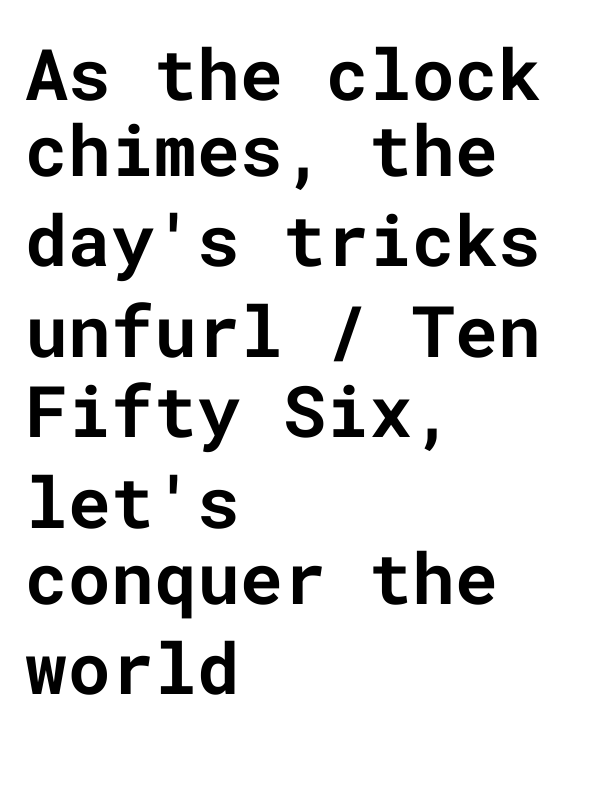 As the clock
chimes, the
day's tricks
unfurl / Ten
Fifty Six,
let's
conquer the
world